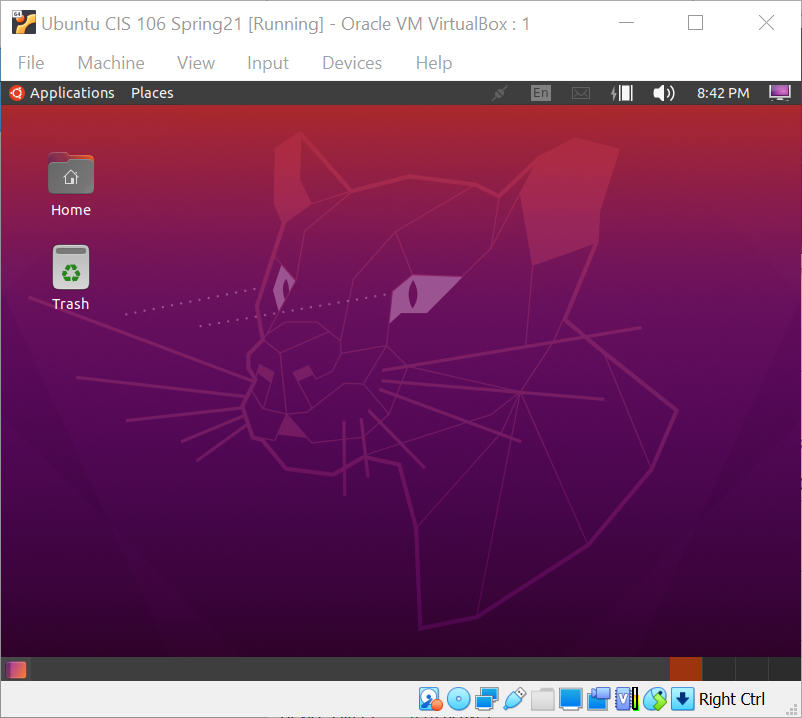 Ubuntu CIS 106 Spring21 [Running] - Oracle VM VirtualBox : 1
File Machine View Input Devices Help
Applications Places En 8:42 PM
Home
Trash
Right Ctrl